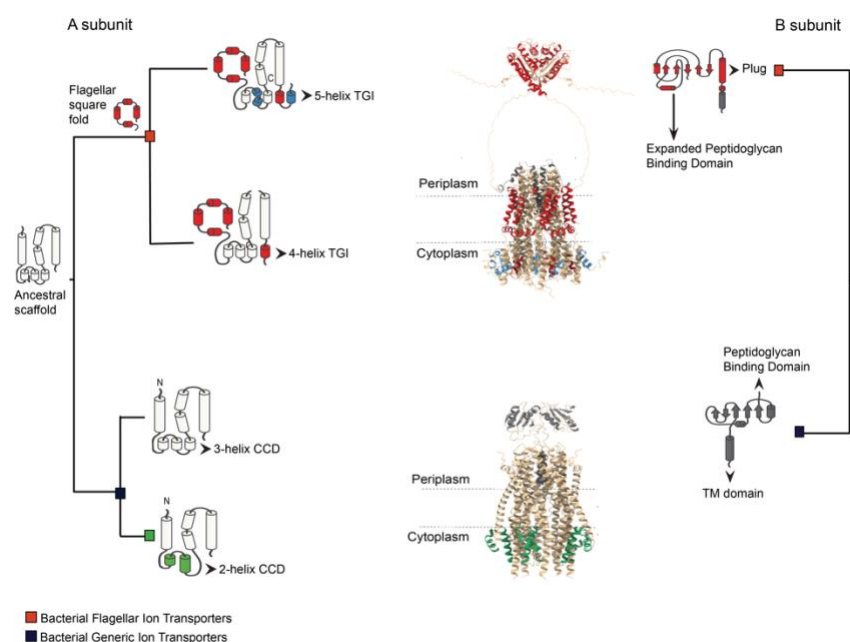 A subunit
B subunit
Flagellar
square
fold
C
5-helix TGI
Plug
Expanded Peptidoglycan
Binding Domain
Periplasm
Cytoplasm
4-helix TGI
Ancestral
scaffold
N
3-helix CCD
N
2-helix CCD
Periplasm
Cytoplasm
Peptidoglycan
Binding Domain
TM domain
Bacterial Flagellar Ion Transporters
Bacterial Generic Ion Transporters